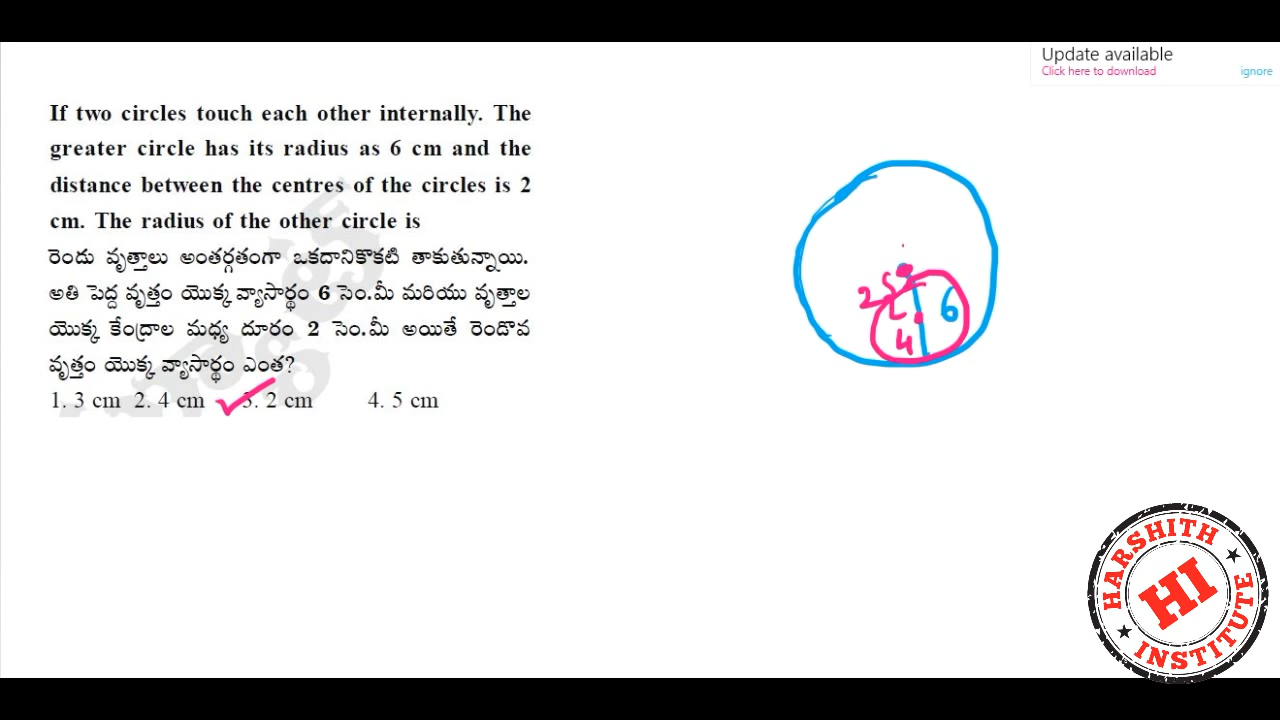 Update available
Click here to download ignore
If two circles touch each other internally. The
greater circle has its radius as 6 cm and the
distance between the centres of the circles is 2
cm. The radius of the other circle is
రెండు వృత్తాలు అంతర్గతంగా ఒకదానికొకటి తాకుతున్నాయి.
అతి పెద్ద వృత్తం యొక్క వ్యాసార్థం 6 సెం.మీ మరియు వృత్తాల
యొక్క కేంద్రాల మధ్య దూరం 2 సెం.మీ అయితే రెండొవ
వృత్తం యొక్క వ్యాసార్థం ఎంత?
1. 3 cm 2. 4 cm 3. 2 cm 4. 5 cm
2
6
4
HARSHITH
HI
INSTITUTE